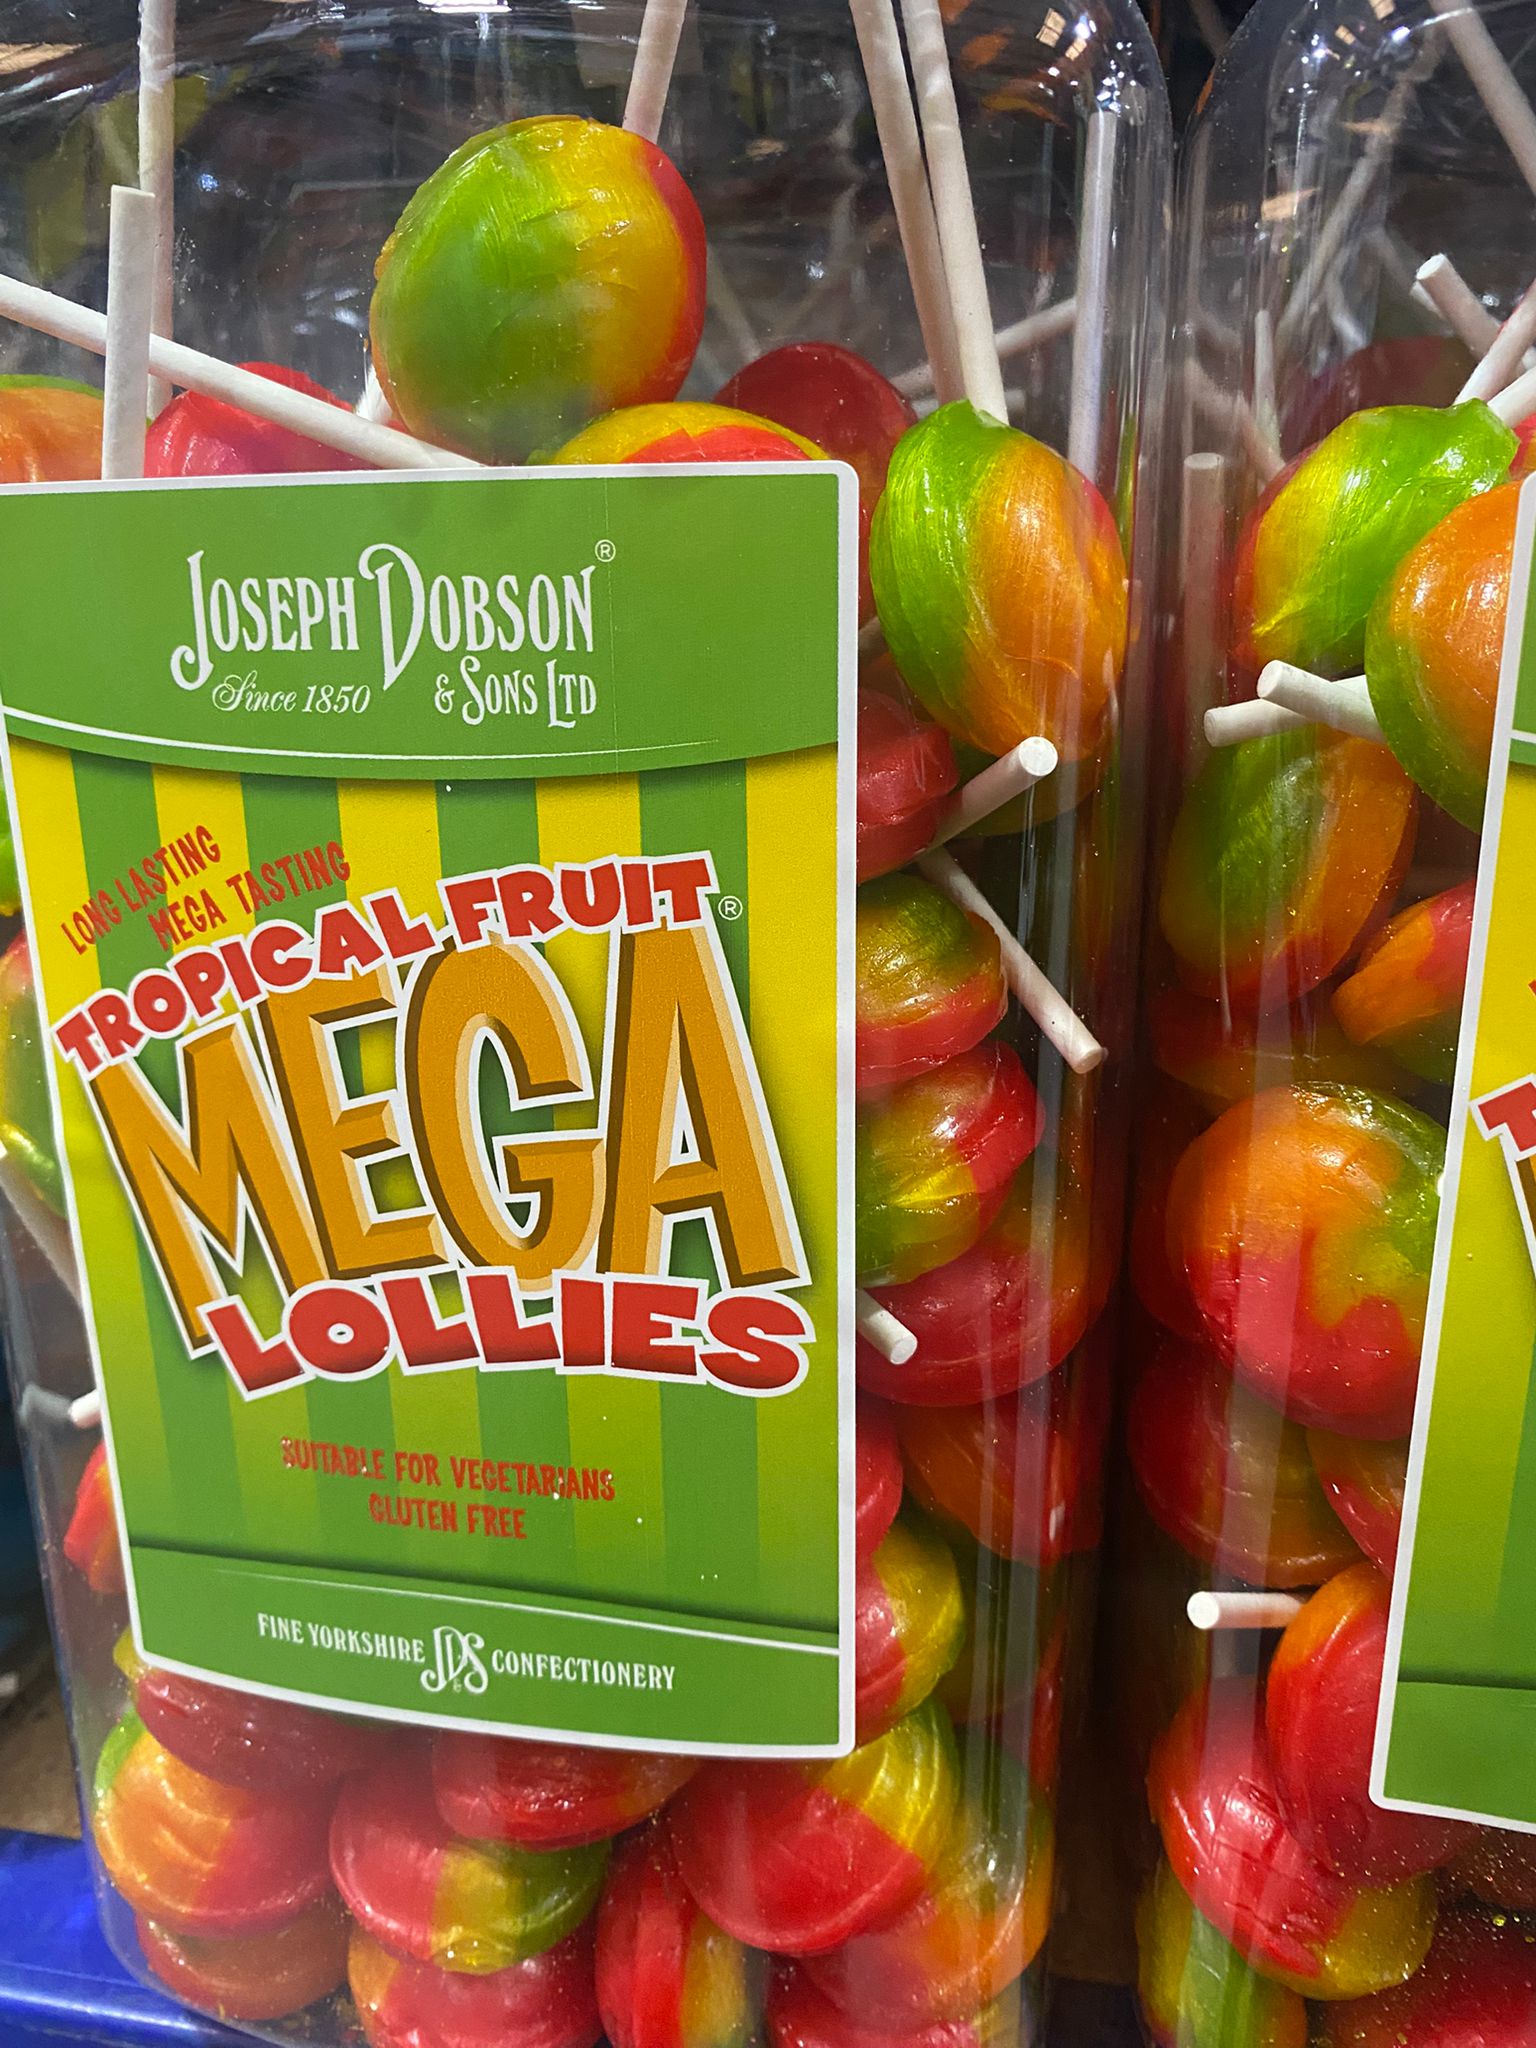 JOSEPH DOBSON®
Since 1850 & SONS LTD
LONG LASTING
MEGA TASTING
TROPICAL FRUIT®
MEGA
LOLLIES
SUITABLE FOR VEGETARIANS
GLUTEN FREE
FINE YORKSHIRE JD&S CONFECTIONERY
T